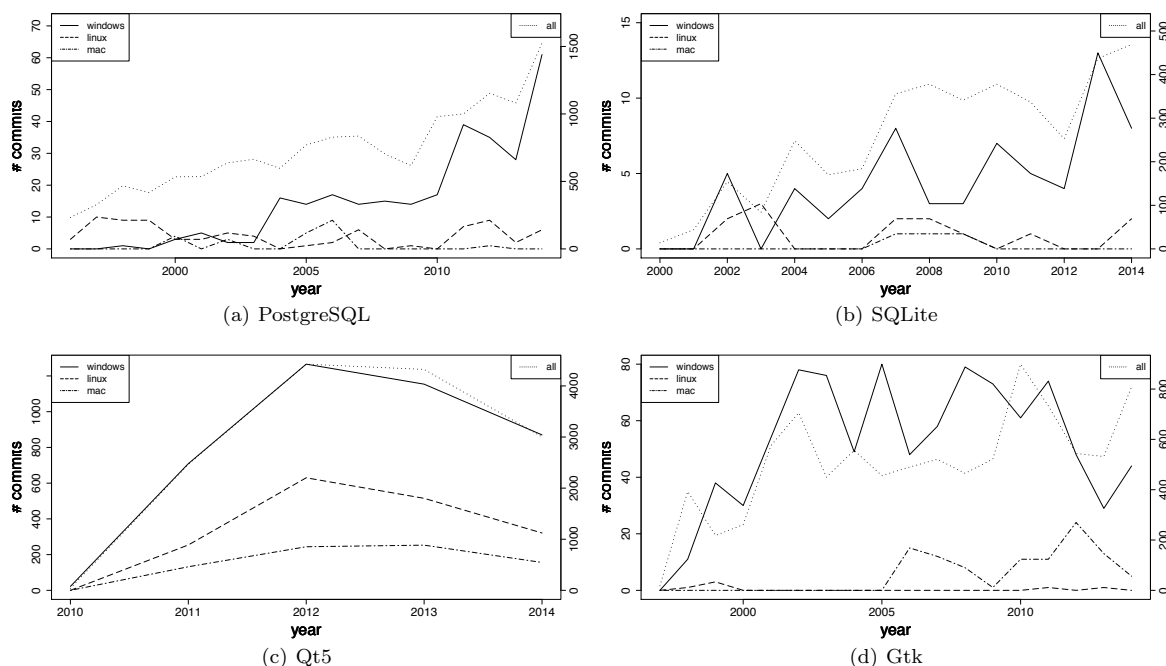 windows
linux
mac
all
70
60
50
40
30
20
10
0
1500
1000
500
0
# commits
2000 2005 2010
year
(a) PostgreSQL
windows
linux
mac
all
15
10
5
0
500
400
300
200
100
0
# commits
2000 2002 2004 2006 2008 2010 2012 2014
year
(b) SQLite
windows
linux
mac
all
1000
800
600
400
200
0
4000
3000
2000
1000
0
# commits
2010 2011 2012 2013 2014
year
(c) Qt5
windows
linux
mac
all
80
60
40
20
0
800
600
400
200
0
# commits
2000 2005 2010
year
(d) Gtk